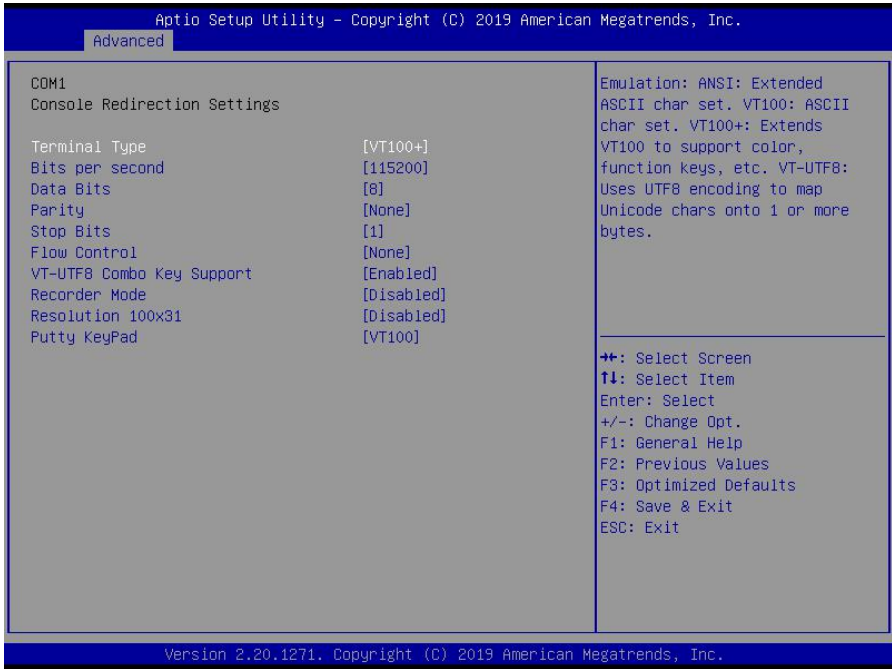 Aptio Setup Utility – Copyright (C) 2019 American Megatrends, Inc.
Advanced
COM1
Console Redirection Settings
Terminal Type [VT100+]
Bits per second [115200]
Data Bits [8]
Parity [None]
Stop Bits [1]
Flow Control [None]
VT-UTF8 Combo Key Support [Enabled]
Recorder Mode [Disabled]
Resolution 100x31 [Disabled]
Putty KeyPad [VT100]
Emulation: ANSI: Extended
ASCII char set. VT100: ASCII
char set. VT100+: Extends
VT100 to support color,
function keys, etc. VT-UTF8:
Uses UTF8 encoding to map
Unicode chars onto 1 or more
bytes.
→←: Select Screen
↑↓: Select Item
Enter: Select
+/-: Change Opt.
F1: General Help
F2: Previous Values
F3: Optimized Defaults
F4: Save & Exit
ESC: Exit
Version 2.20.1271. Copyright (C) 2019 American Megatrends, Inc.